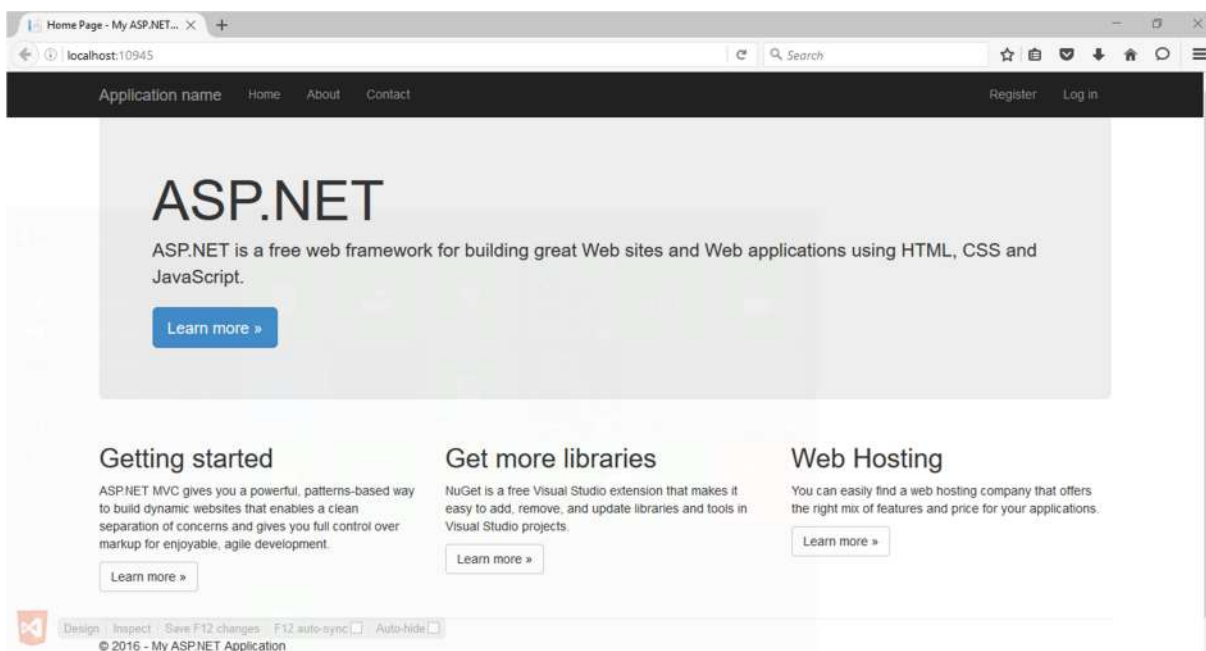 Home Page - My ASP.NET...
localhost:10945
Search
Application name Home About Contact Register Log in
ASP.NET
ASP.NET is a free web framework for building great Web sites and Web applications using HTML, CSS and
JavaScript.
Learn more »
Getting started
ASP.NET MVC gives you a powerful, patterns-based way
to build dynamic websites that enables a clean
separation of concerns and gives you full control over
markup for enjoyable, agile development.
Learn more »
Get more libraries
NuGet is a free Visual Studio extension that makes it
easy to add, remove, and update libraries and tools in
Visual Studio projects.
Learn more »
Web Hosting
You can easily find a web hosting company that offers
the right mix of features and price for your applications.
Learn more »
Design Inspect Save F12 changes F12 auto-sync Auto-hide
© 2016 - My ASP.NET Application